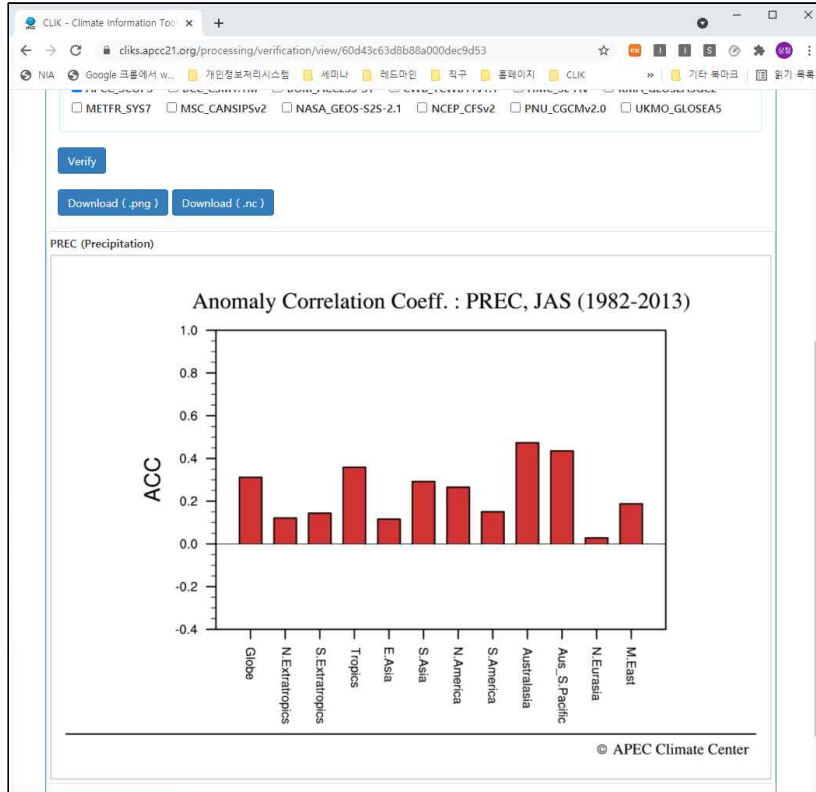 CLIK - Climate Information Too
cliks.apcc21.org/processing/verification/view/60d43c63d8b88a000dec9d53
NIA Google 크롬에서 w... 개인정보처리시스템 세미나 레드마인 직구 홈페이지 CLIK » 기타 북마크 읽기 목록
METFR_SYS7 MSC_CANSIPSv2 NASA_GEOS-S2S-2.1 NCEP_CFSv2 PNU_CGCMv2.0 UKMO_GLOSEA5
Verify
Download ( .png ) Download ( .nc )
PREC (Precipitation)
Anomaly Correlation Coeff. : PREC, JAS (1982-2013)
1.0
0.8
0.6
0.4
0.2
0.0
-0.2
-0.4
ACC
Globe
N.Extratropics
S.Extratropics
Tropics
E.Asia
S.Asia
N.America
S.America
Australasia
Aus_S.Pacific
N.Eurasia
M.East
© APEC Climate Center